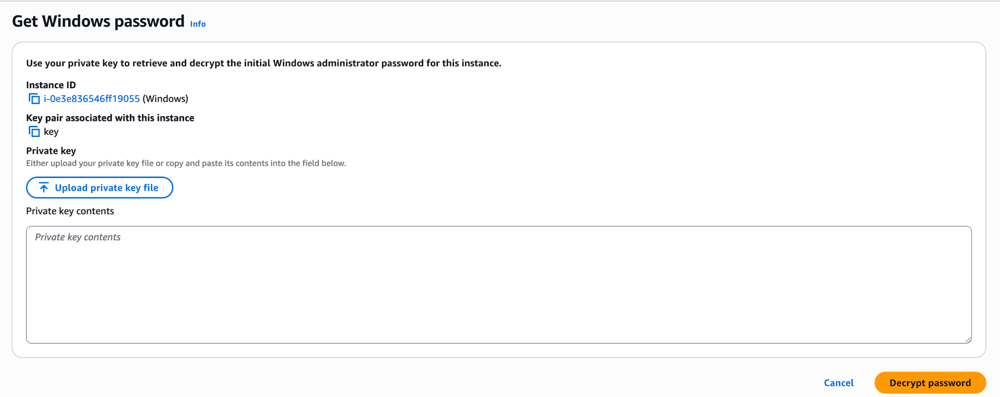 Get Windows password Info
Use your private key to retrieve and decrypt the initial Windows administrator password for this instance.
Instance ID
i-0e3e836546ff19055 (Windows)
Key pair associated with this instance
key
Private key
Either upload your private key file or copy and paste its contents into the field below.
Upload private key file
Private key contents
Private key contents
Cancel Decrypt password